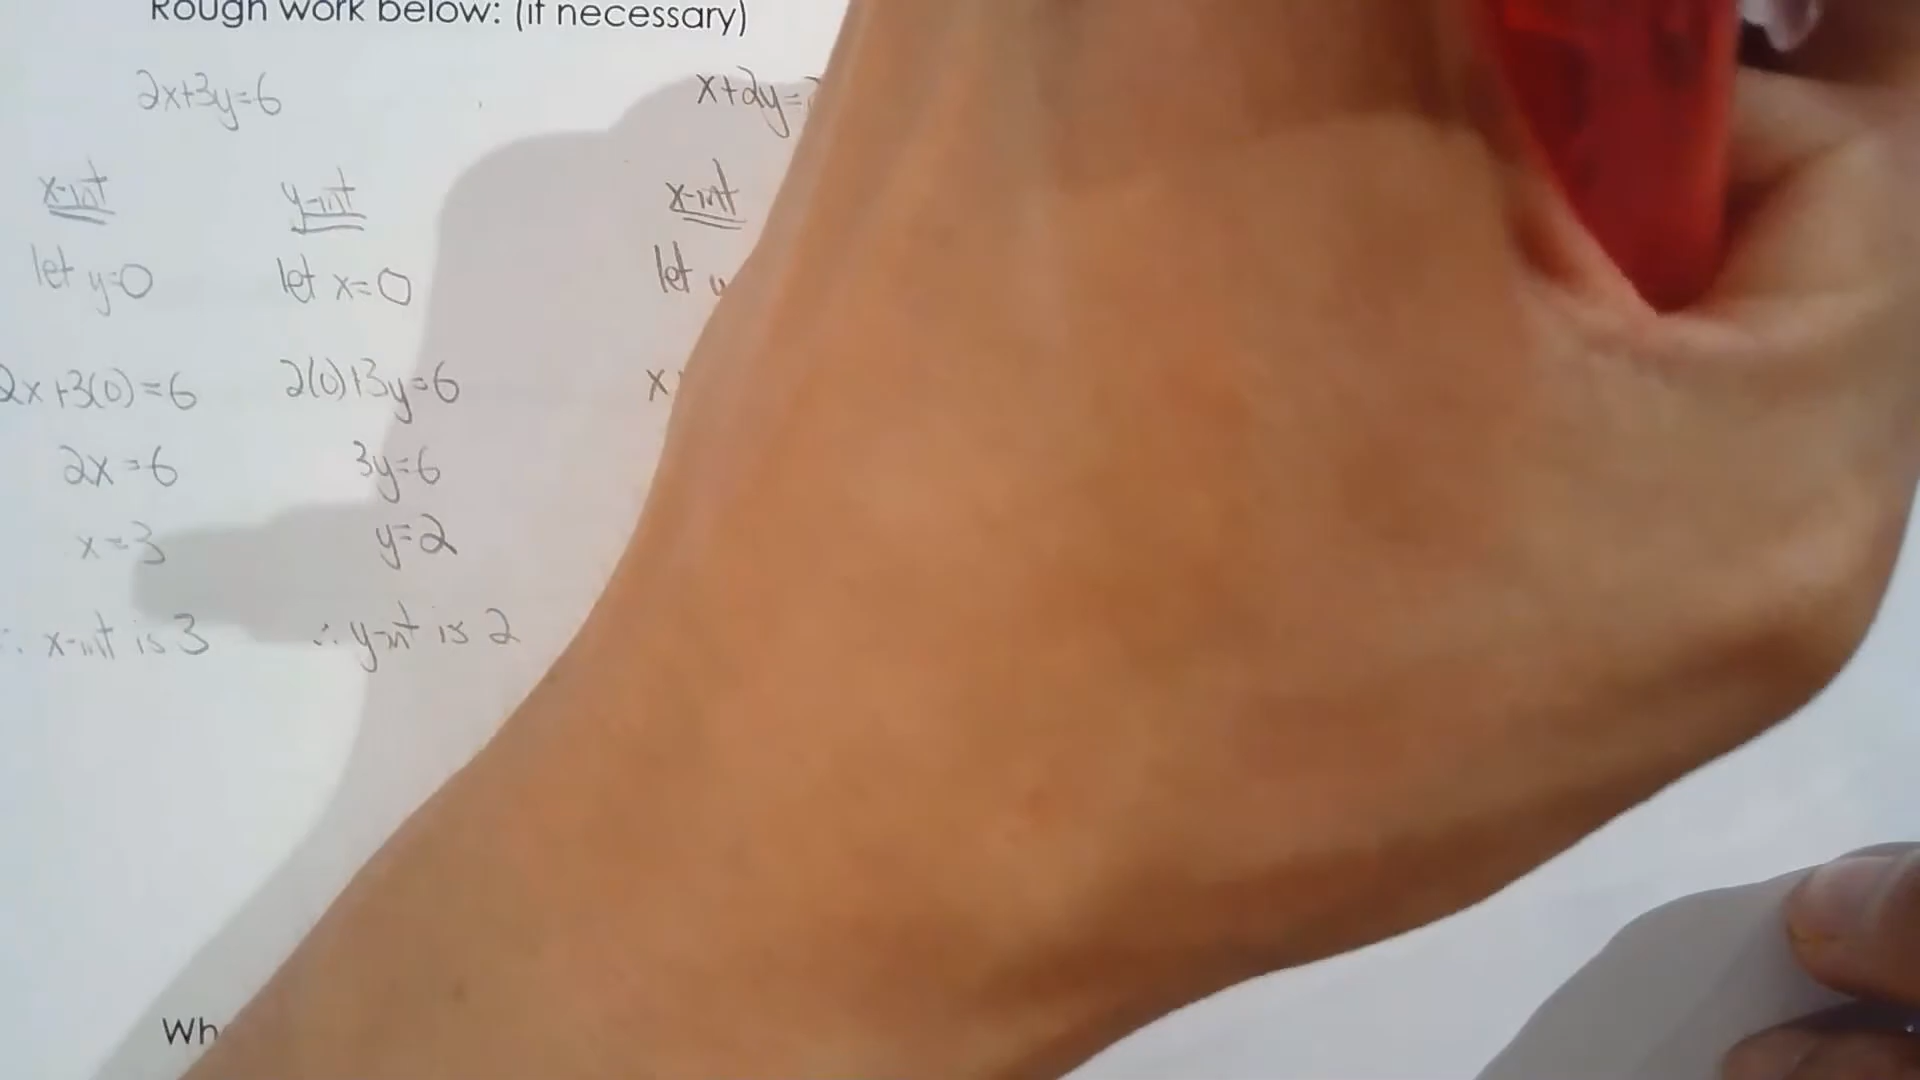 Rough work below: (if necessary)
2x+3y=6
x-int
y-int
let y=0
let x=0
2x+3(0)=6
2(0)+3y=6
2x=6
3y=6
x=3
y=2
∴ x-int is 3
∴ y-int is 2
x+2y=
x-int
let
x